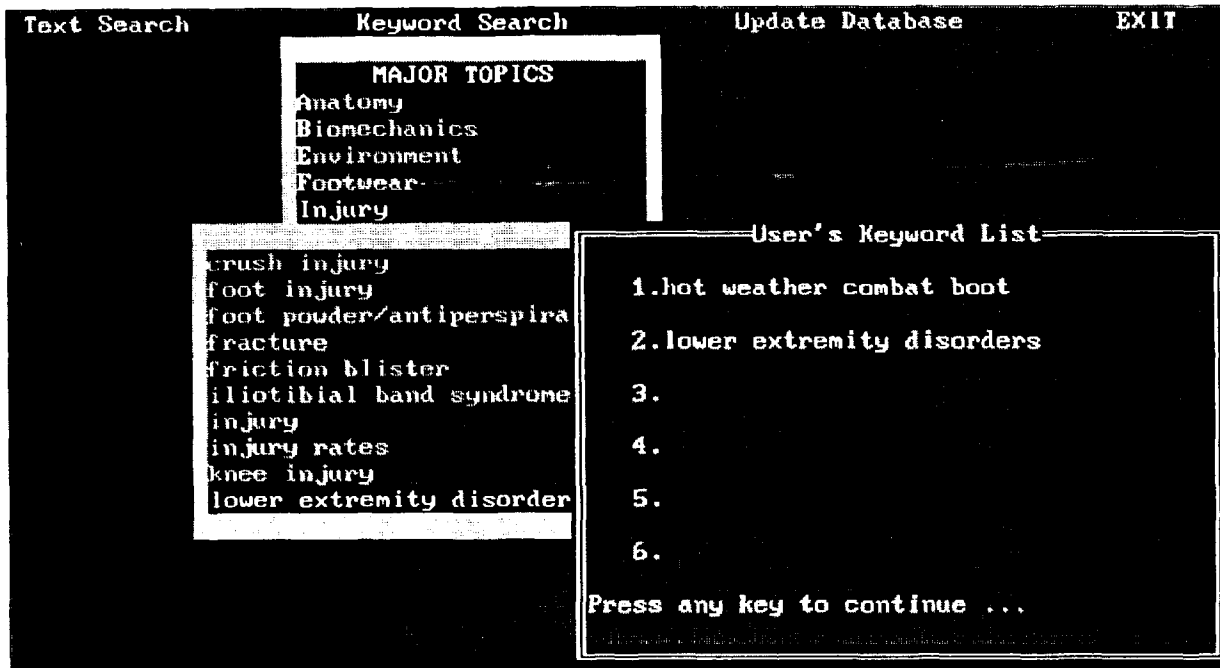 Text Search Keyword Search Update Database EXIT
MAJOR TOPICS
Anatomy
Biomechanics
Environment
Footwear
Injury
crush injury
foot injury
foot powder/antiperspira
fracture
friction blister
iliotibial band syndrome
injury
injury rates
knee injury
lower extremity disorder
User's Keyword List
1.hot weather combat boot
2.lower extremity disorders
3.
4.
5.
6.
Press any key to continue ...